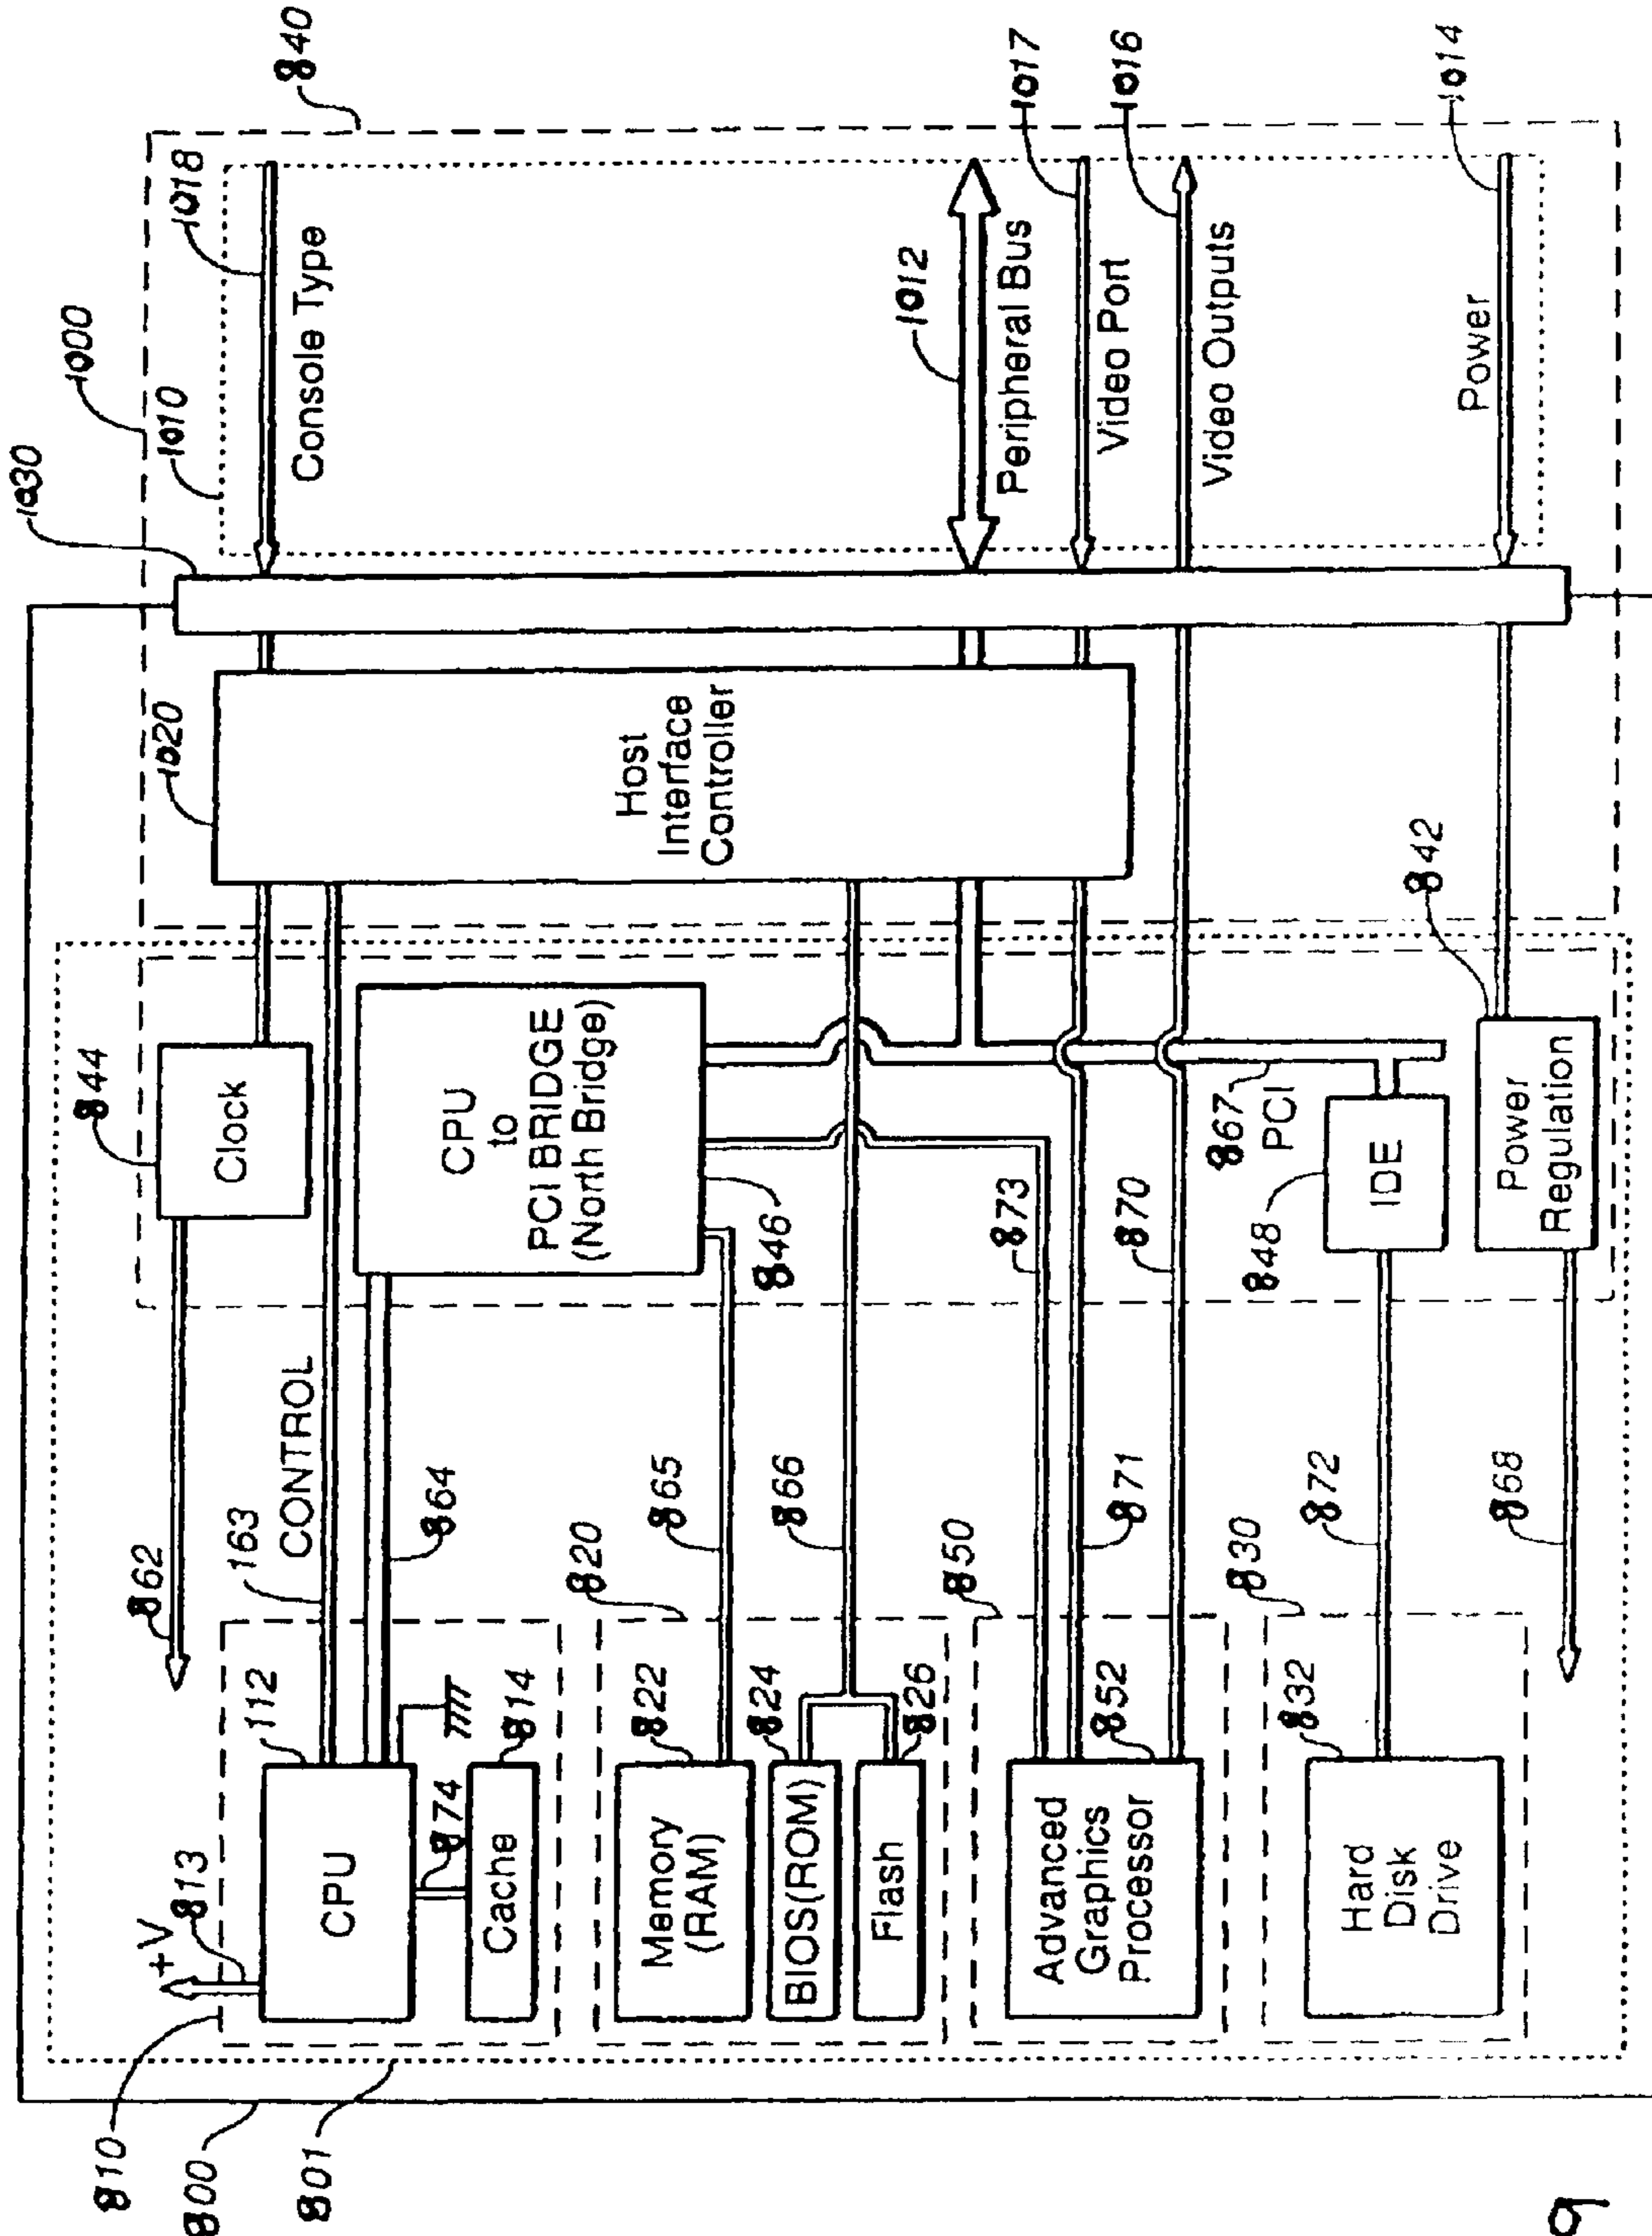 810
800
801
+V
813
862
112
CPU
874
Cache
814
163
CONTROL
864
844
Clock
CPU
to
PCI BRIDGE
(North Bridge)
846
1020
Host
Interface
Controller
1030
1010
1000
1018
Console Type
840
820
822
Memory
(RAM)
824
BIOS(ROM)
826
Flash
865
866
1012
Peripheral Bus
1017
Video Port
1016
Video Outputs
850
852
Advanced
Graphics
Processor
873
871
870
867
PCI
830
832
Hard
Disk
Drive
872
848
IDE
868
842
Power
Regulation
Power
1014
9